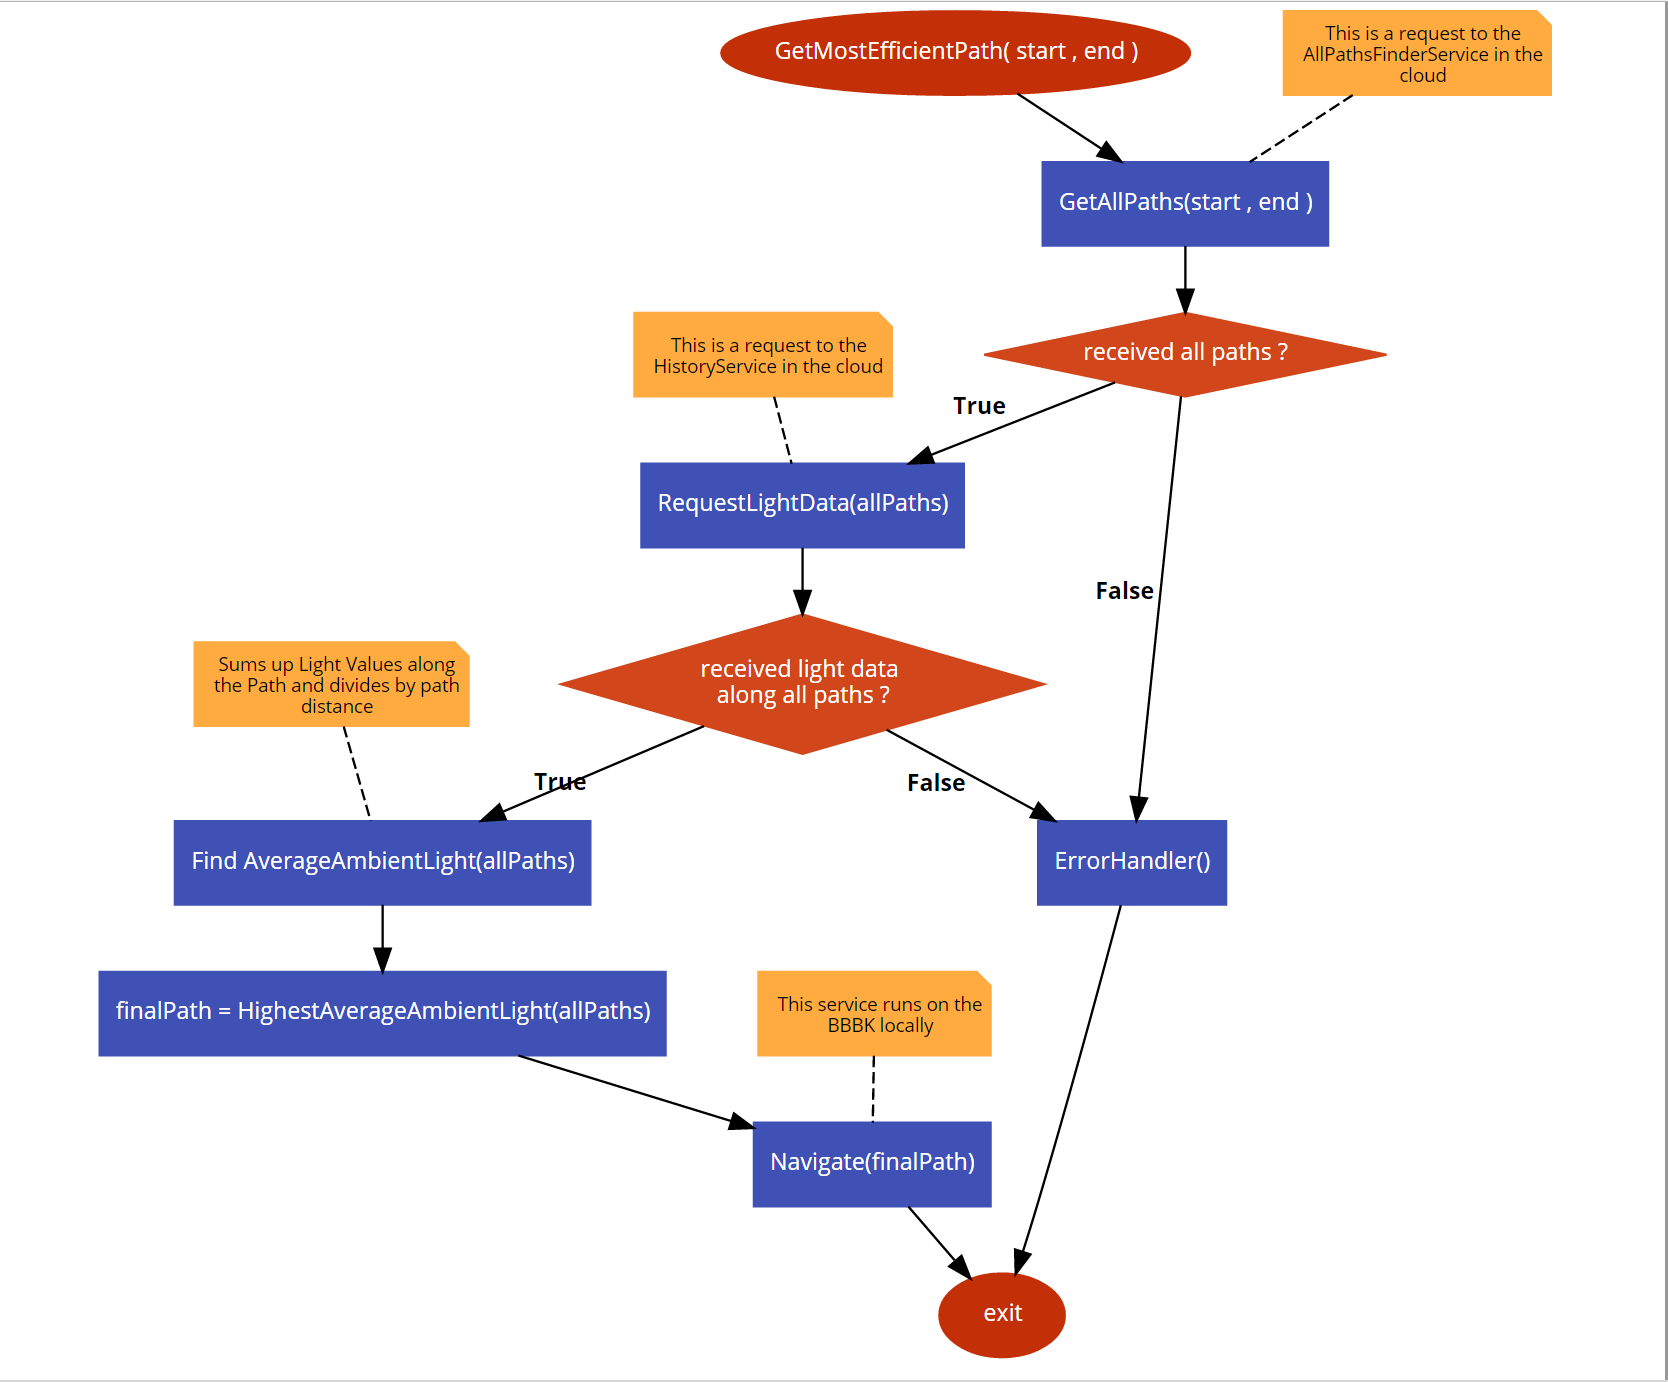 GetMostEfficientPath( start , end )
This is a request to the
AllPathsFinderService in the
cloud
GetAllPaths(start , end )
received all paths ?
This is a request to the
HistoryService in the cloud
True
RequestLightData(allPaths)
False
received light data
along all paths ?
Sums up Light Values along
the Path and divides by path
distance
True
False
Find AverageAmbientLight(allPaths)
ErrorHandler()
finalPath = HighestAverageAmbientLight(allPaths)
This service runs on the
BBBK locally
Navigate(finalPath)
exit